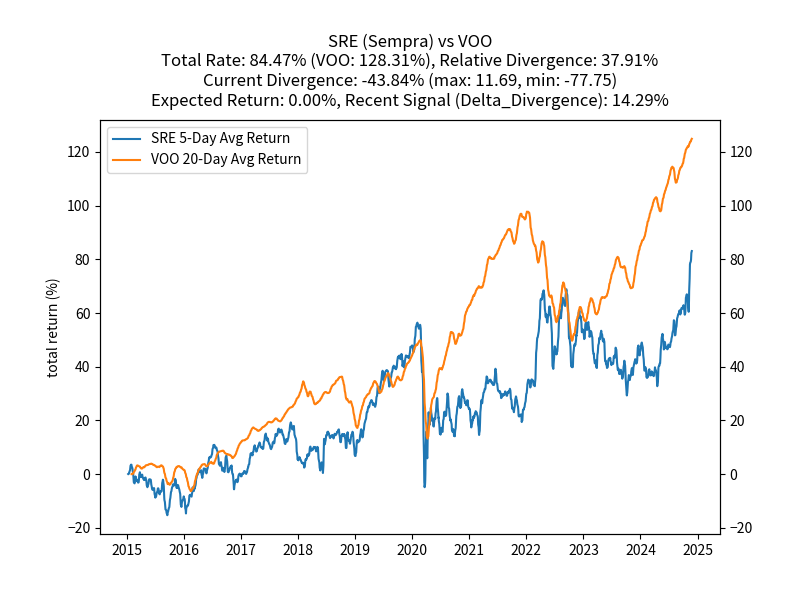 SRE (Sempra) vs VOO
Total Rate: 84.47% (VOO: 128.31%), Relative Divergence: 37.91%
Current Divergence: -43.84% (max: 11.69, min: -77.75)
Expected Return: 0.00%, Recent Signal (Delta_Divergence): 14.29%
SRE 5-Day Avg Return
VOO 20-Day Avg Return
total return (%)
120 120
100 100
80 80
60 60
40 40
20 20
0 0
−20 −20
2015 2016 2017 2018 2019 2020 2021 2022 2023 2024 2025